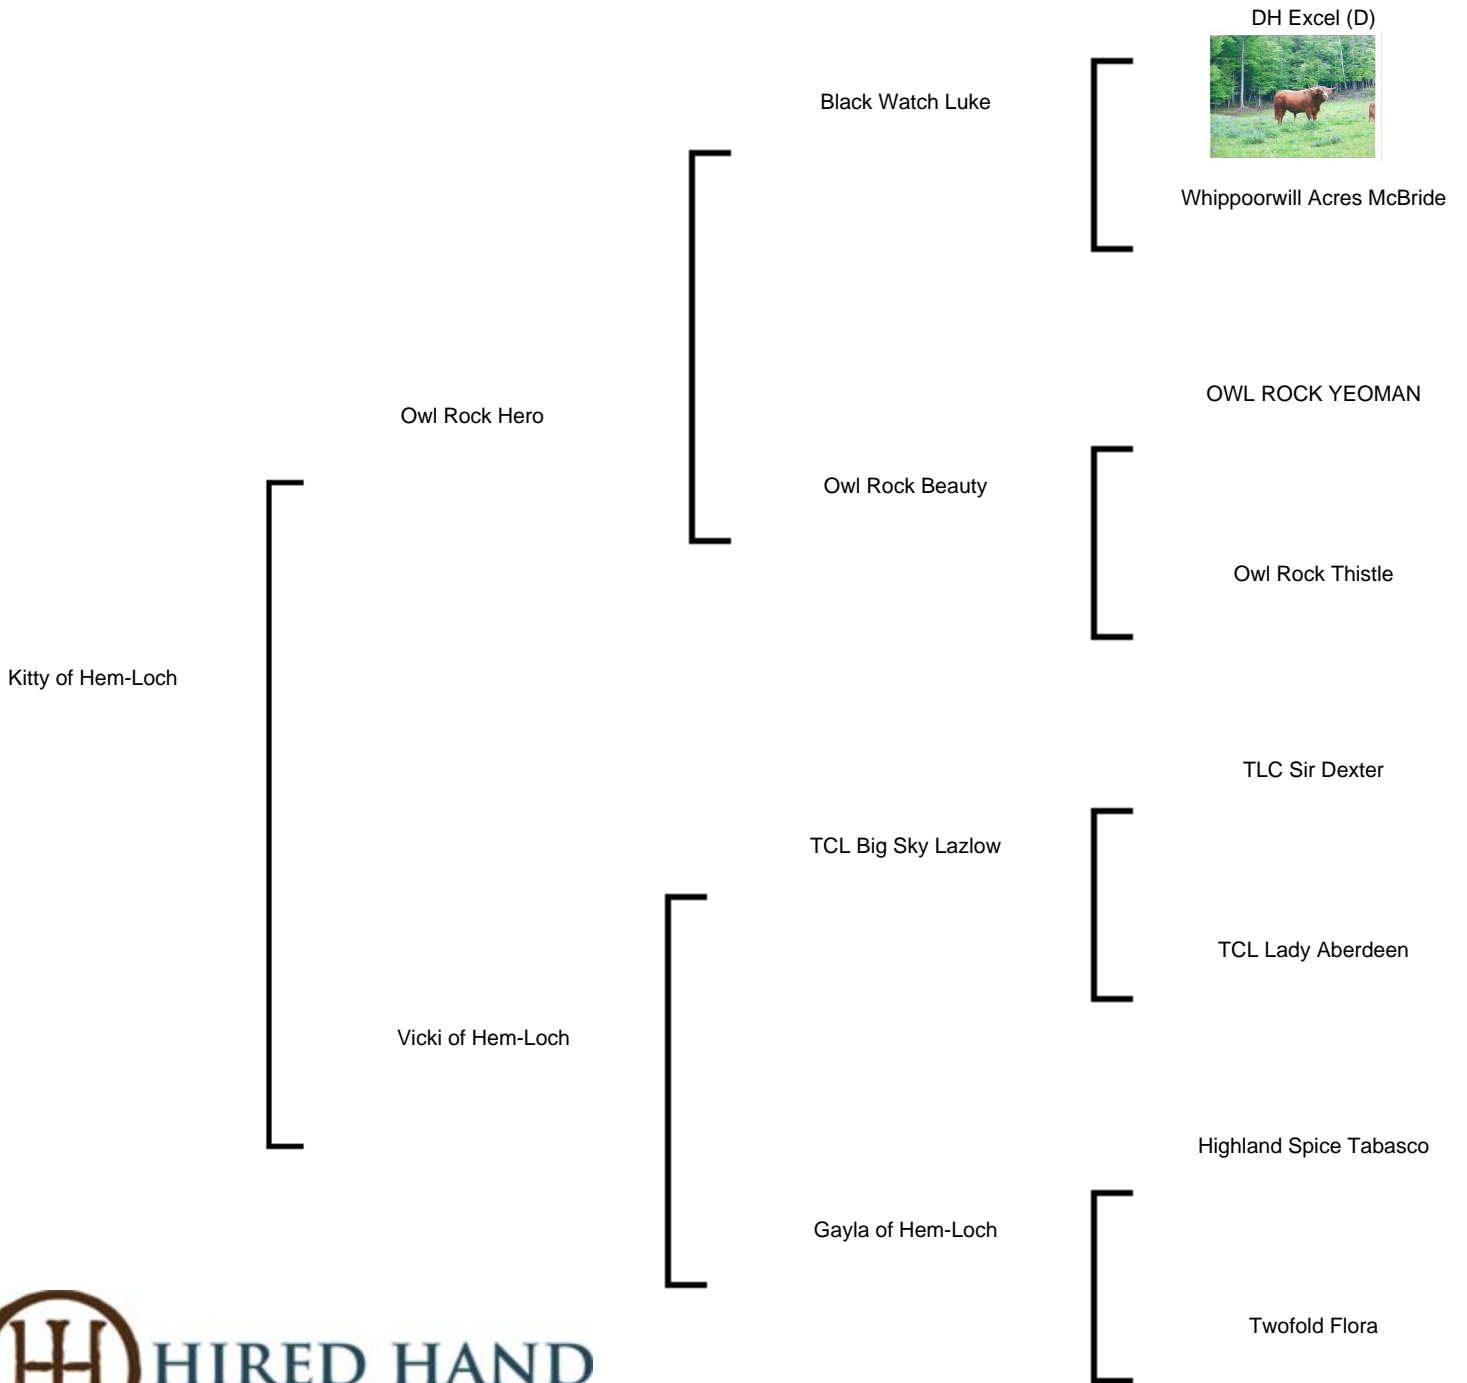 DH Excel (D)
Black Watch Luke
Whippoorwill Acres McBride
OWL ROCK YEOMAN
Owl Rock Hero
Owl Rock Beauty
Owl Rock Thistle
Kitty of Hem-Loch
TLC Sir Dexter
TCL Big Sky Lazlow
TCL Lady Aberdeen
Vicki of Hem-Loch
Highland Spice Tabasco
Gayla of Hem-Loch
Twofold Flora
HIRED HAND